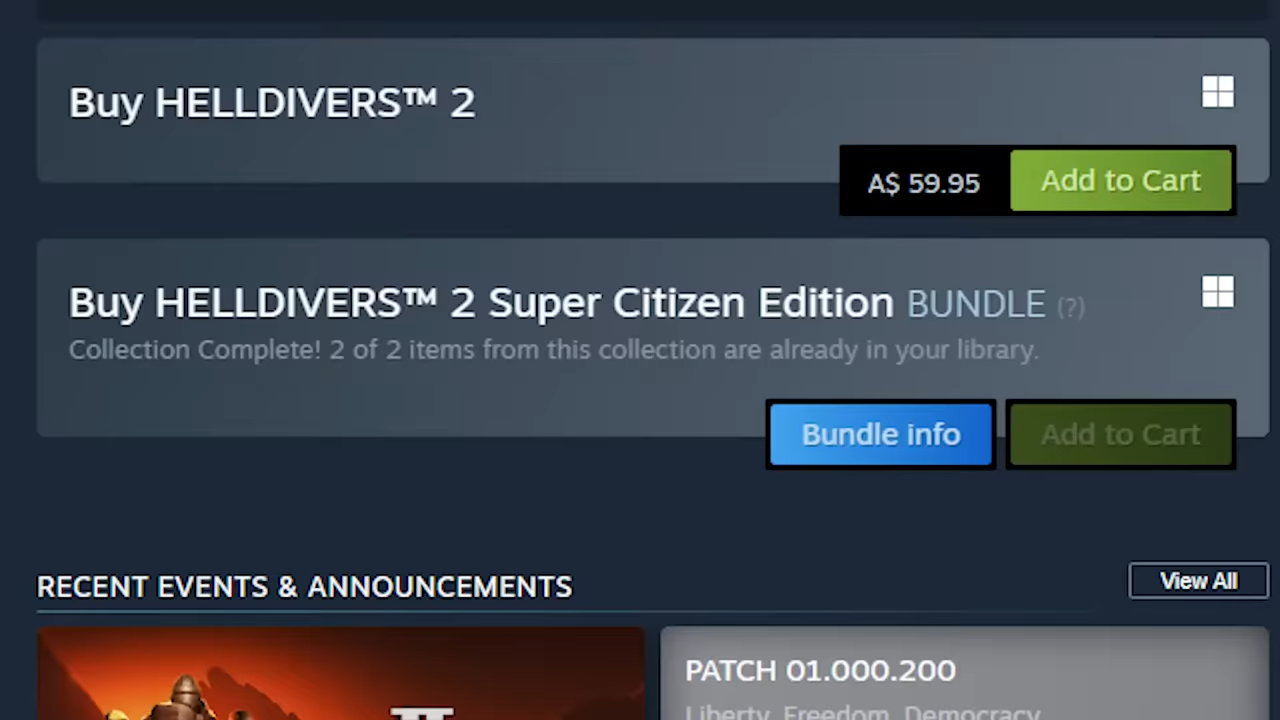 Buy HELLDIVERS™ 2
A$ 59.95 Add to Cart
Buy HELLDIVERS™ 2 Super Citizen Edition BUNDLE (?)
Collection Complete! 2 of 2 items from this collection are already in your library.
Bundle info Add to Cart
RECENT EVENTS & ANNOUNCEMENTS View All
PATCH 01.000.200
Liberty. Freedom. Democracy.
II